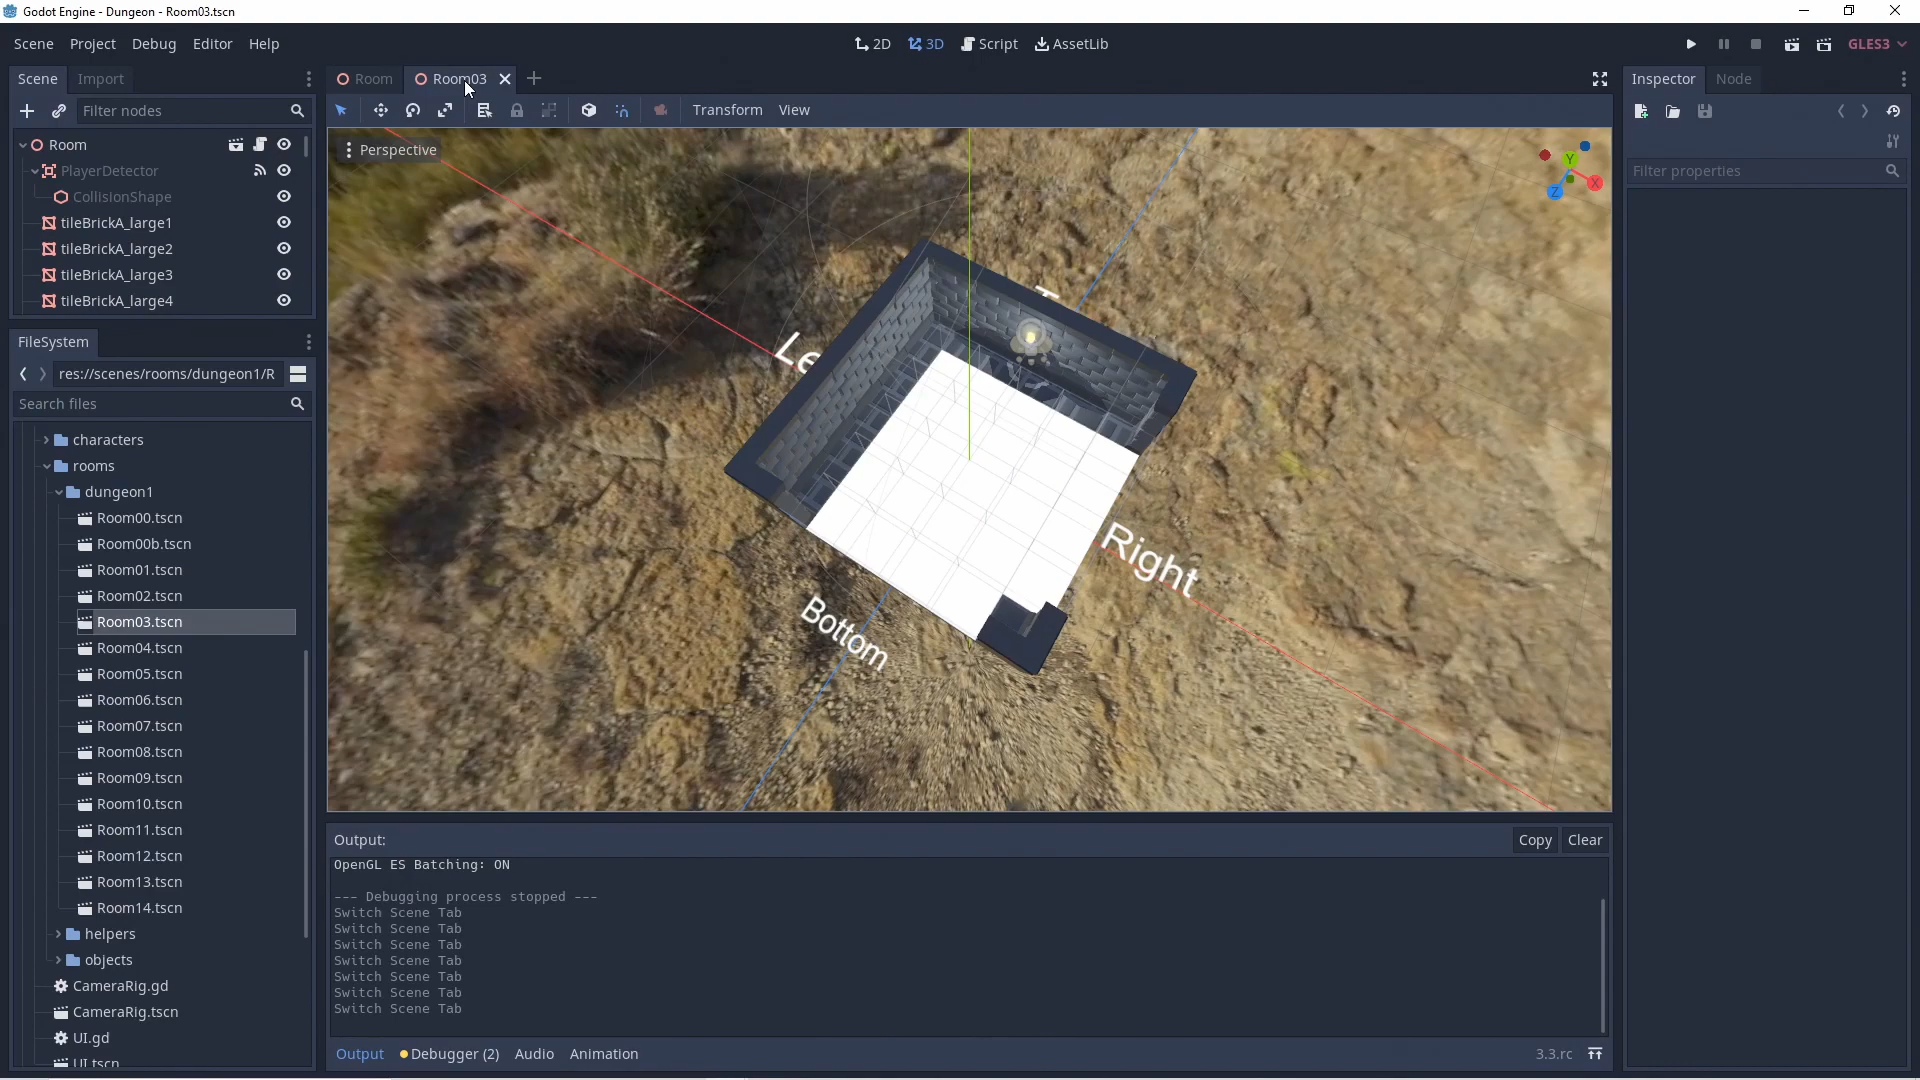 Godot Engine - Dungeon - Room03.tscn
Scene Project Debug Editor Help
2D 3D Script AssetLib
GLES3
Scene Import
Filter nodes
Room
PlayerDetector
CollisionShape
tileBrickA_large1
tileBrickA_large2
tileBrickA_large3
tileBrickA_large4
FileSystem
res://scenes/rooms/dungeon1/R
Search files
characters
rooms
dungeon1
Room00.tscn
Room00b.tscn
Room01.tscn
Room02.tscn
Room03.tscn
Room04.tscn
Room05.tscn
Room06.tscn
Room07.tscn
Room08.tscn
Room09.tscn
Room10.tscn
Room11.tscn
Room12.tscn
Room13.tscn
Room14.tscn
helpers
objects
CameraRig.gd
CameraRig.tscn
UI.gd
UI.tscn
Room Room03
Transform View
Perspective
Y
X
Z
Le
Right
Bottom
Output:
Copy Clear
OpenGL ES Batching: ON
--- Debugging process stopped ---
Switch Scene Tab
Switch Scene Tab
Switch Scene Tab
Switch Scene Tab
Switch Scene Tab
Switch Scene Tab
Switch Scene Tab
Output Debugger (2) Audio Animation
3.3.rc
Inspector Node
Filter properties